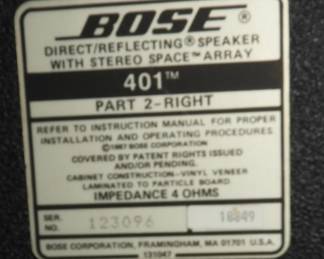 BOSE®
DIRECT/REFLECTING® SPEAKER
WITH STEREO SPACE™ ARRAY
401™
PART 2-RIGHT
REFER TO INSTRUCTION MANUAL FOR PROPER
INSTALLATION AND OPERATING PROCEDURES
©1987 BOSE CORPORATION
COVERED BY PATENT RIGHTS ISSUED
AND/OR PENDING.
CABINET CONSTRUCTION-VINYL VENEER
LAMINATED TO PARTICLE BOARD
IMPEDANCE 4 OHMS
SER. NO. 123096 18849
BOSE CORPORATION, FRAMINGHAM, MA 01701 U.S.A.
131047